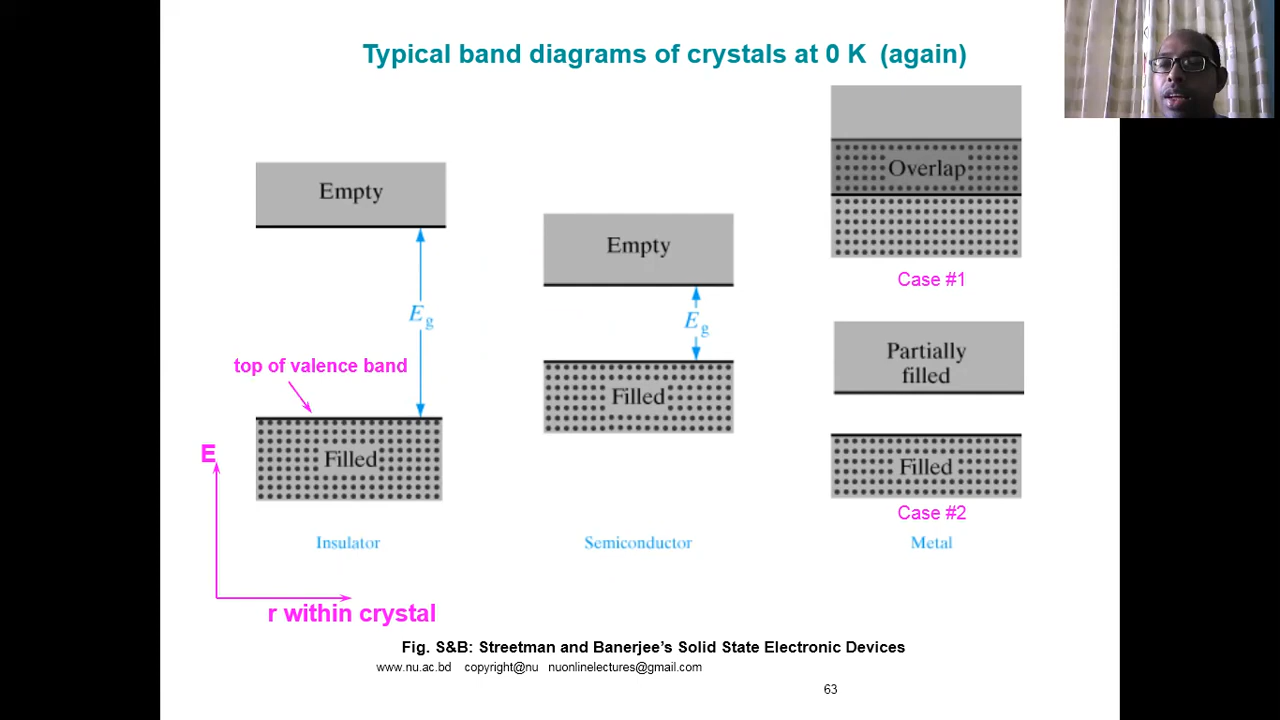 Typical band diagrams of crystals at 0 K (again)
Empty
E
g
top of valence band
Filled
Insulator
E
r within crystal
Empty
E
g
Filled
Semiconductor
Overlap
Case #1
Partially
filled
Filled
Case #2
Metal
Fig. S&B: Streetman and Banerjee's Solid State Electronic Devices
www.nu.ac.bd copyright@nu nuonlinelectures@gmail.com
63